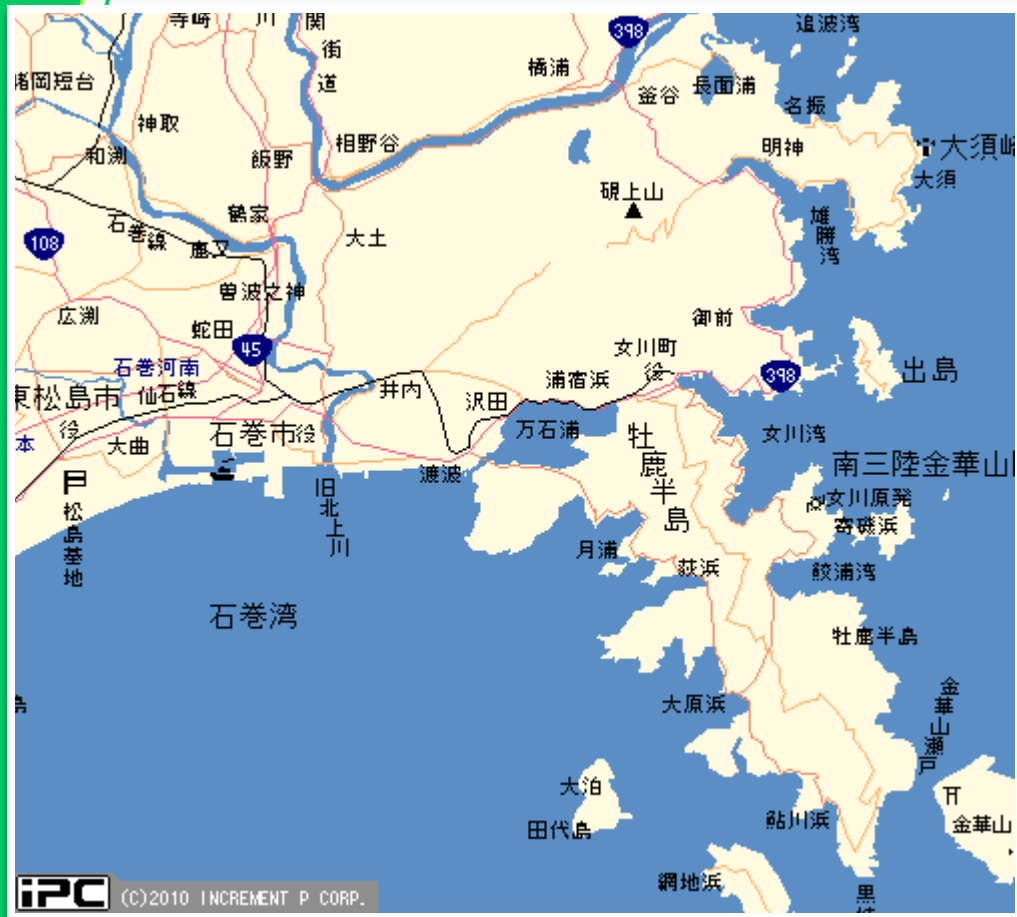 寺崎
川
関
街
道
398
橋浦
追波湾
釜谷
長面浦
名振
神取
和渕
飯野
相野谷
明神
大須
硯上山
108
石巻線
鹿又
鶴家
大土
雄勝湾
曽波之神
広渕
蛇田
45
御前
女川町
役
398
石巻河南
仙石線
井内
沢田
浦宿浜
出島
東松島市
役
本
大曲
石巻市
役
万石浦
牡鹿半島
女川湾
渡波
南三陸金華山
女川原発
寄磯浜
松島基地
旧北上川
月浦
荻浜
鮫浦湾
石巻湾
牡鹿半島
大原浜
金華山瀬戸
大泊
田代島
鮎川浜
金華山
網地浜
黒
iPC
(C)2010 INCREMENT P CORP.